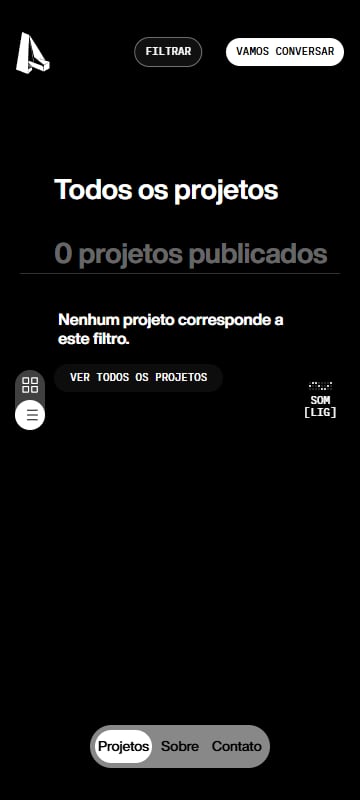 FILTRAR
VAMOS CONVERSAR
Todos os projetos
0 projetos publicados
Nenhum projeto corresponde a
este filtro.
VER TODOS OS PROJETOS
SOM
[LIG]
Projetos
Sobre
Contato